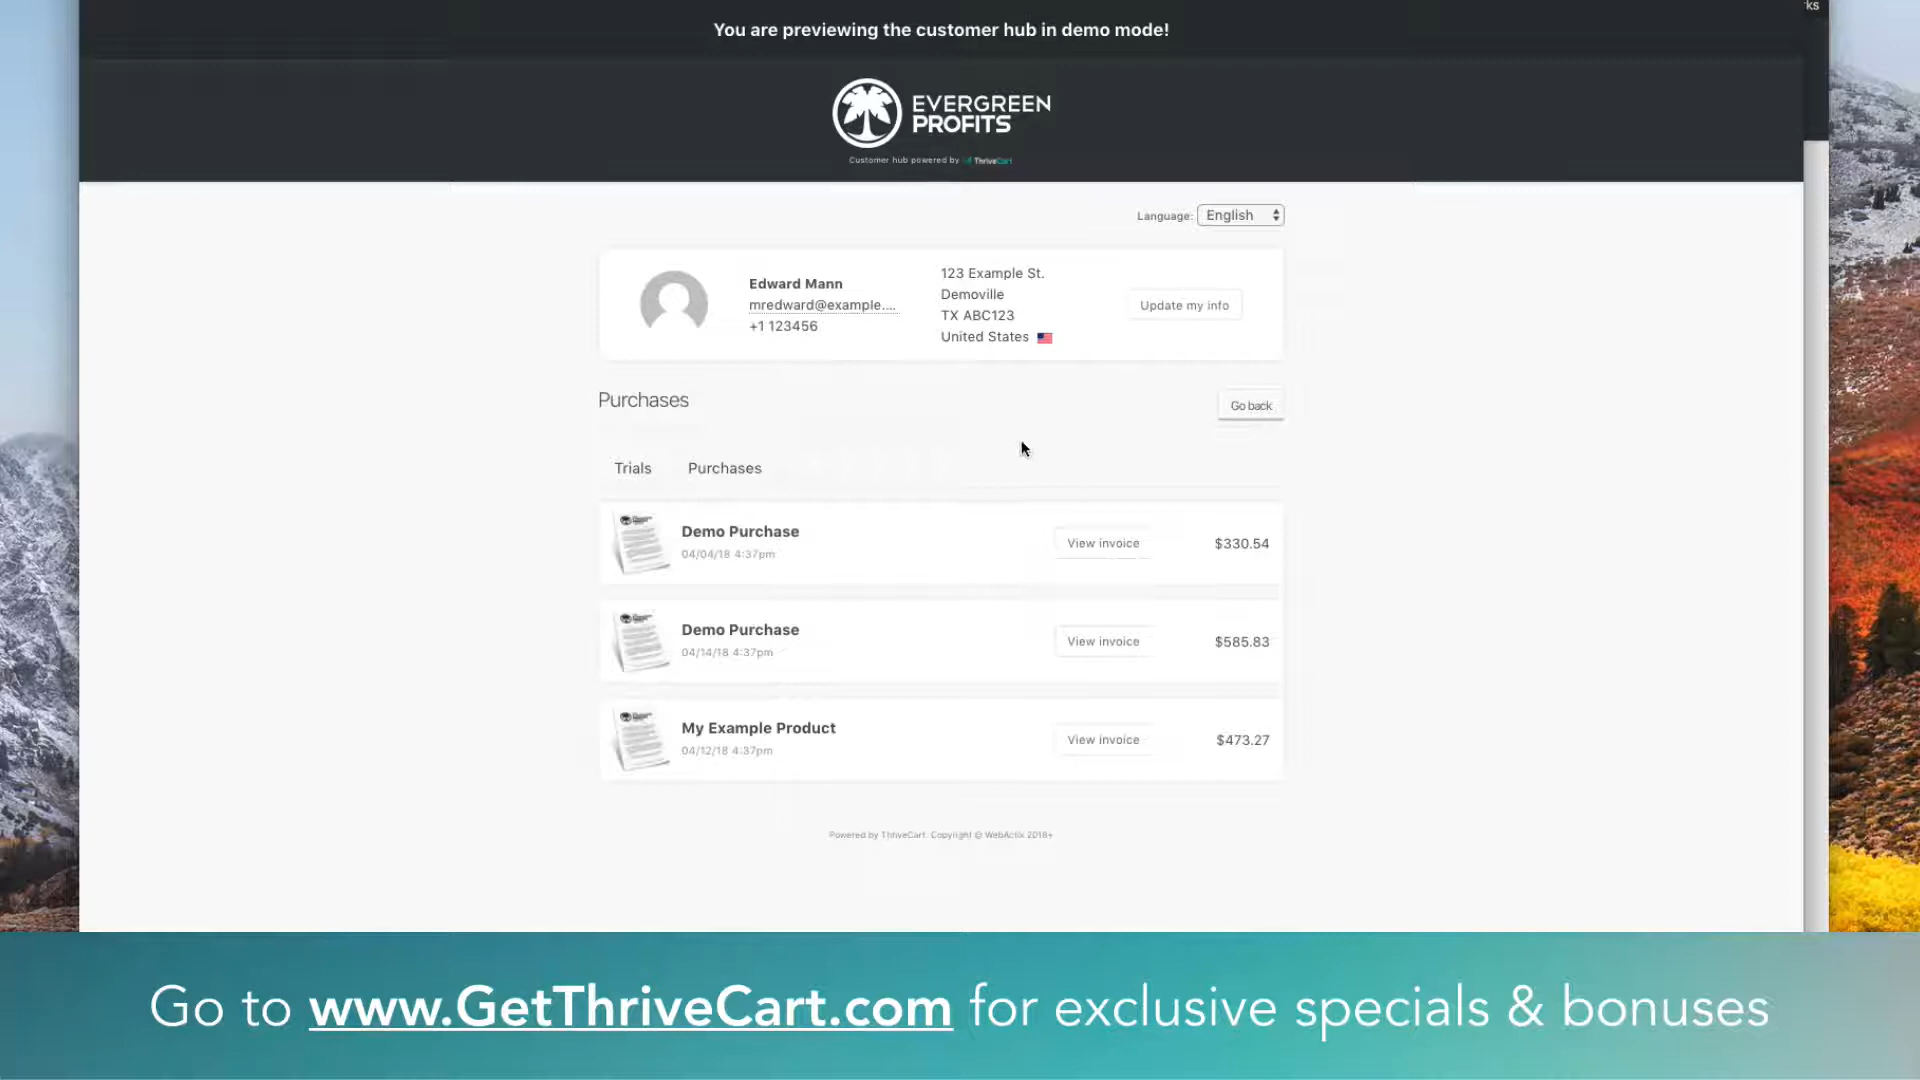 ks
You are previewing the customer hub in demo mode!
EVERGREEN
PROFITS
Customer hub powered by ThriveCart
Language: English
Edward Mann
mredward@example....
+1 123456
123 Example St.
Demoville
TX ABC123
United States
Update my info
Purchases
Go back
Trials Purchases
Demo Purchase
04/04/18 4:37pm
View invoice
$330.54
Demo Purchase
04/14/18 4:37pm
View invoice
$585.83
My Example Product
04/12/18 4:37pm
View invoice
$473.27
Powered by ThriveCart. Copyright © WebActix 2018+
Go to www.GetThriveCart.com for exclusive specials & bonuses